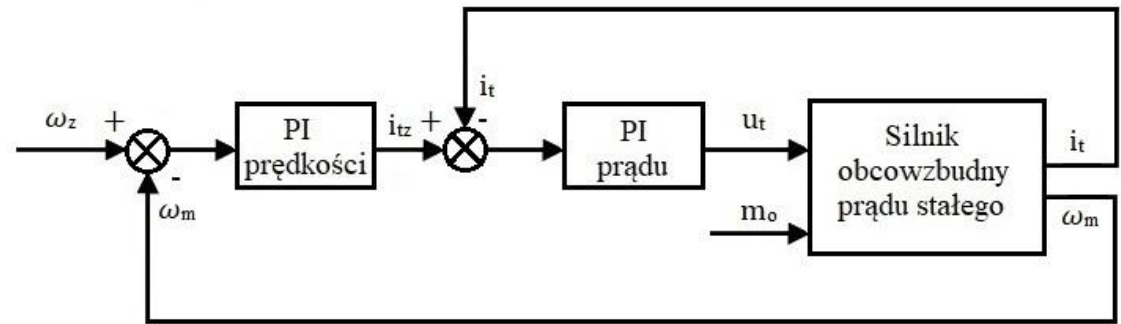 iₜ
ωz + PI iₜz + - PI uₜ Silnik iₜ
prędkości prądu obcowzbudny
- prądu stałego
ωₘ mₒ ωₘ